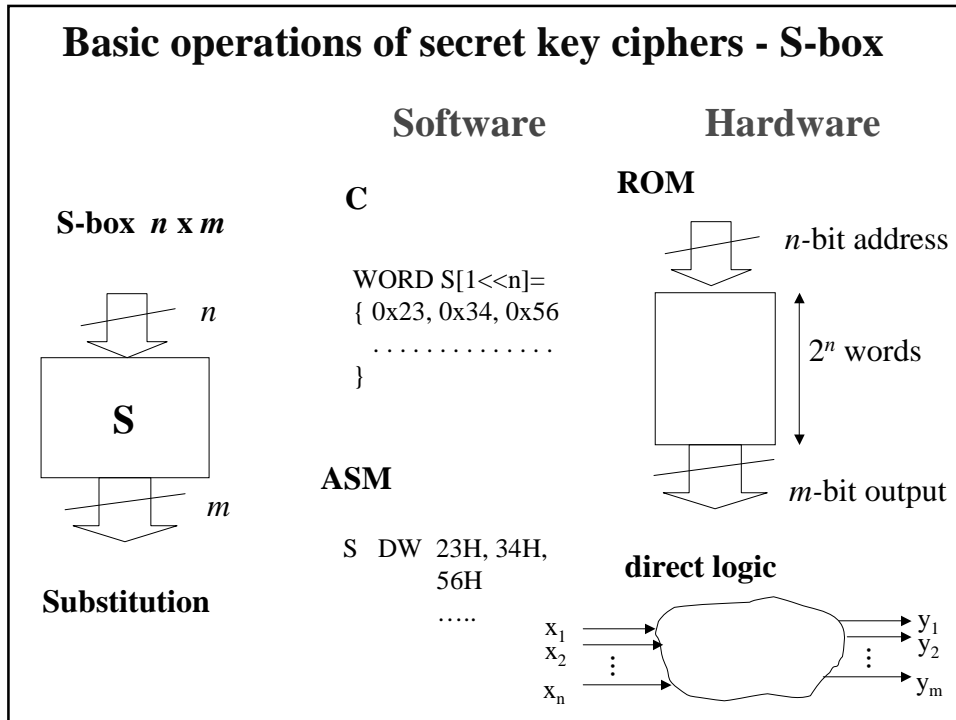 Basic operations of secret key ciphers - S-box
Software
Hardware
S-box n x m
n
S
m
Substitution
C
WORD S[1<<n]=
{ 0x23, 0x34, 0x56
. . . . . . . . . . . . . .
}
ASM
S DW 23H, 34H,
56H
…..
ROM
n-bit address
2ⁿ words
m-bit output
direct logic
x₁
x₂
⋮
xₙ
y₁
y₂
⋮
yₘ